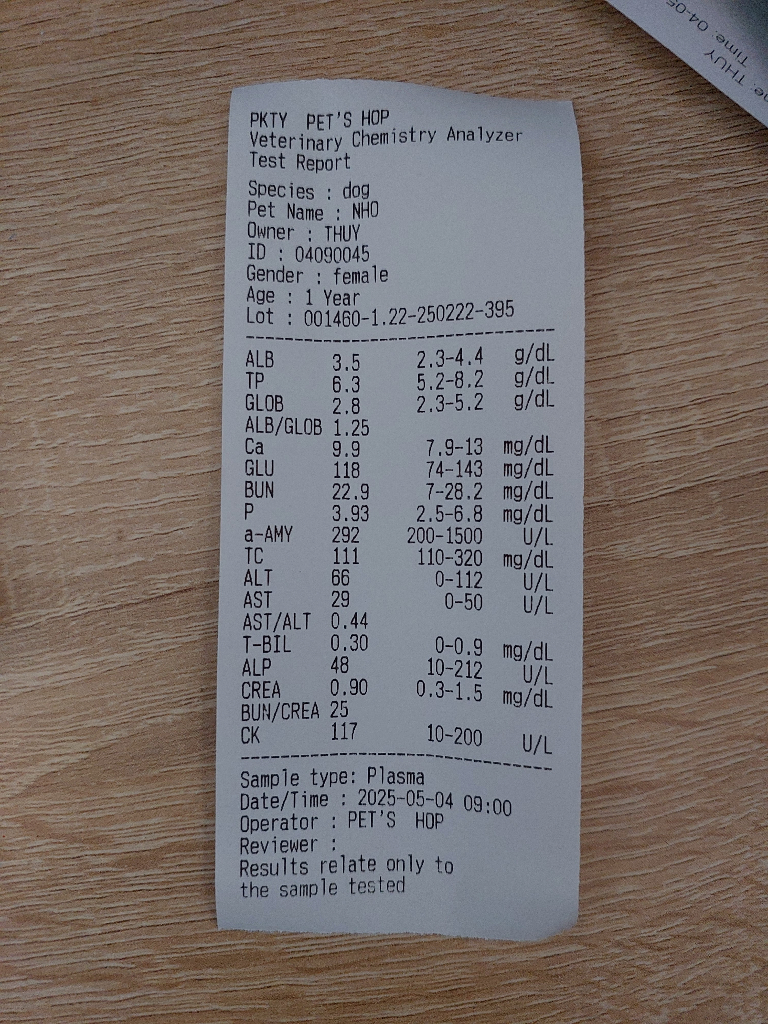 PKTY PET'S HOP
Veterinary Chemistry Analyzer
Test Report
Species : dog
Pet Name : NHO
Owner : THUY
ID : 04090045
Gender : female
Age : 1 Year
Lot : 001460-1.22-250222-395
ALB 3.5 2.3-4.4 g/dL
TP 6.3 5.2-8.2 g/dL
GLOB 2.8 2.3-5.2 g/dL
ALB/GLOB 1.25
Ca 9.9 7.9-13 mg/dL
GLU 118 74-143 mg/dL
BUN 22.9 7-28.2 mg/dL
P 3.93 2.5-6.8 mg/dL
a-AMY 292 200-1500 U/L
TC 111 110-320 mg/dL
ALT 66 0-112 U/L
AST 29 0-50 U/L
AST/ALT 0.44
T-BIL 0.30 0-0.9 mg/dL
ALP 48 10-212 U/L
CREA 0.90 0.3-1.5 mg/dL
BUN/CREA 25
CK 117 10-200 U/L
Sample type: Plasma
Date/Time : 2025-05-04 09:00
Operator : PET'S HOP
Reviewer :
Results relate only to
the sample tested
THUY
Time: 04-05